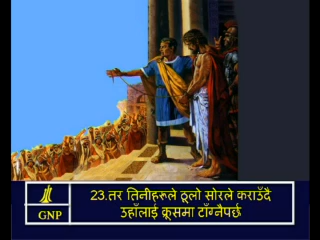 23.तर तिनीहरूले ठूलो सोरले कराउँदै
उहाँलाई क्रूसमा टाँग्नैपर्छ
GNP